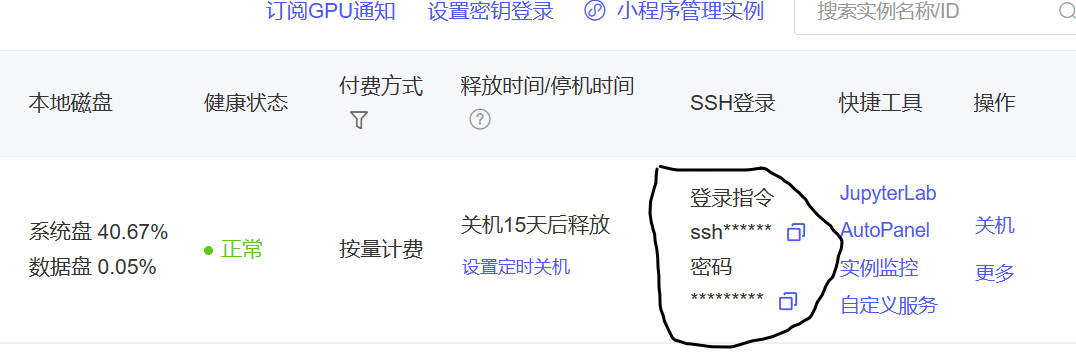 订阅GPU通知 设置密钥登录 小程序管理实例 搜索实例名称/ID
本地磁盘 健康状态 付费方式 释放时间/停机时间 SSH登录 快捷工具 操作
系统盘 40.67%
数据盘 0.05%
正常
按量计费
关机15天后释放
设置定时关机
登录指令
ssh******
密码
*********
JupyterLab
AutoPanel
实例监控
自定义服务
关机
更多